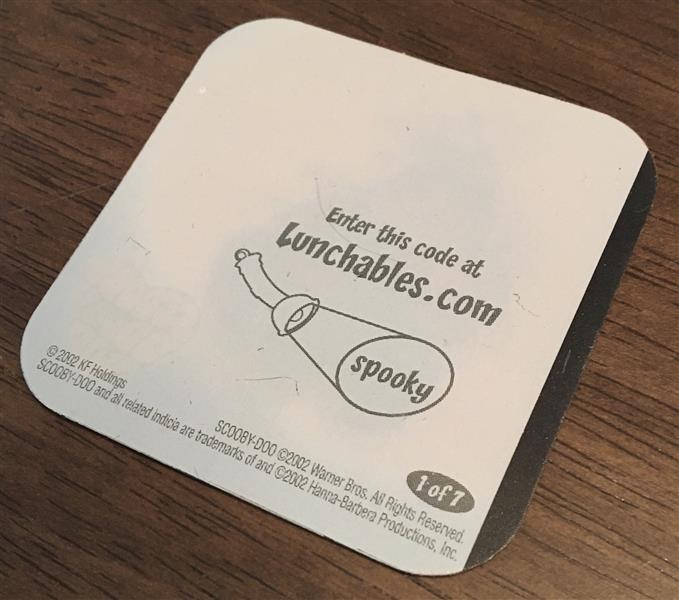 Enter this code at
Lunchables.com
spooky
1 of 7
© 2002 KF Holdings
SCOOBY-DOO ©2002 Warner Bros. All Rights Reserved.
SCOOBY-DOO and all related indicia are trademarks of and ©2002 Hanna-Barbera Productions, Inc.